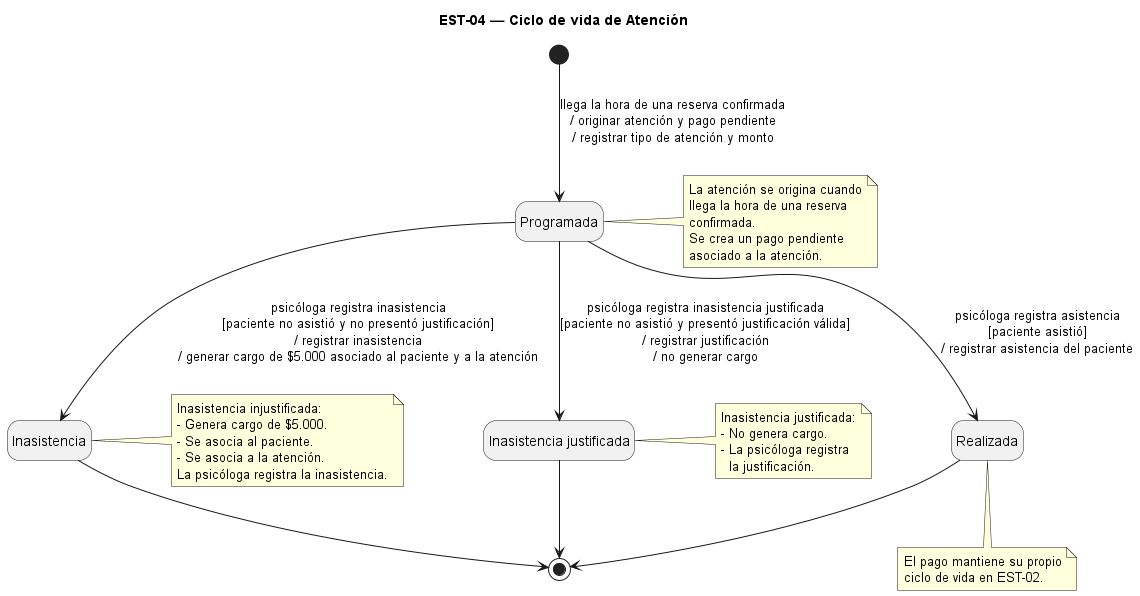 EST-04 — Ciclo de vida de Atención
llega la hora de una reserva confirmada
/ originar atención y pago pendiente
/ registrar tipo de atención y monto
Programada
La atención se origina cuando
llega la hora de una reserva
confirmada.
Se crea un pago pendiente
asociado a la atención.
psicóloga registra inasistencia
[paciente no asistió y no presentó justificación]
/ registrar inasistencia
/ generar cargo de $5.000 asociado al paciente y a la atención
psicóloga registra inasistencia justificada
[paciente no asistió y presentó justificación válida]
/ registrar justificación
/ no generar cargo
psicóloga registra asistencia
[paciente asistió]
/ registrar asistencia del paciente
Inasistencia
Inasistencia injustificada:
- Genera cargo de $5.000.
- Se asocia al paciente.
- Se asocia a la atención.
La psicóloga registra la inasistencia.
Inasistencia justificada
Inasistencia justificada:
- No genera cargo.
- La psicóloga registra
la justificación.
Realizada
El pago mantiene su propio
ciclo de vida en EST-02.